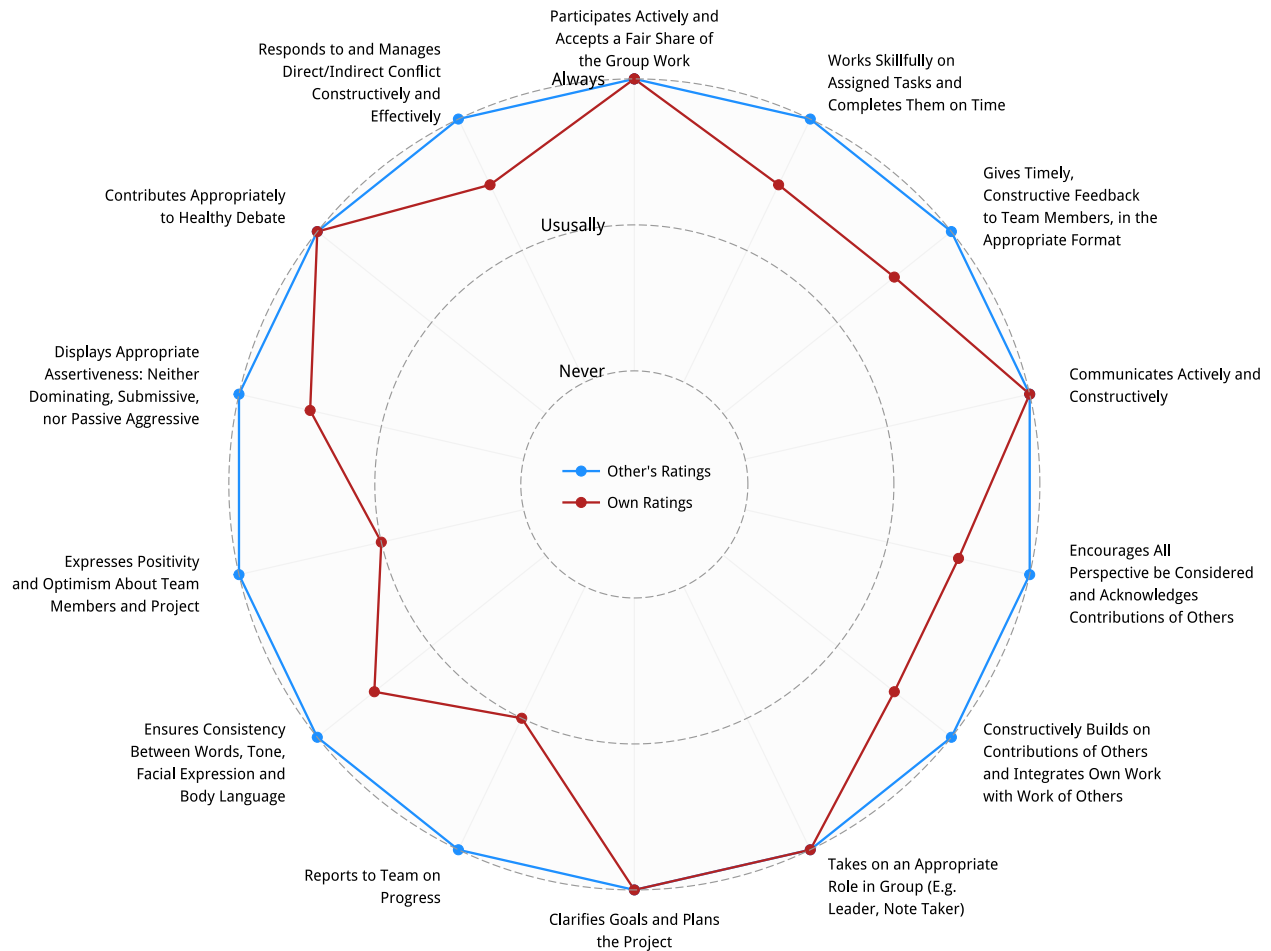 Participates Actively and
Accepts a Fair Share of
the Group Work
Works Skillfully on
Assigned Tasks and
Completes Them on Time
Gives Timely,
Constructive Feedback
to Team Members, in the
Appropriate Format
Communicates Actively and
Constructively
Encourages All
Perspective be Considered
and Acknowledges
Contributions of Others
Constructively Builds on
Contributions of Others
and Integrates Own Work
with Work of Others
Takes on an Appropriate
Role in Group (E.g.
Leader, Note Taker)
Clarifies Goals and Plans
the Project
Reports to Team on
Progress
Ensures Consistency
Between Words, Tone,
Facial Expression and
Body Language
Expresses Positivity
and Optimism About Team
Members and Project
Displays Appropriate
Assertiveness: Neither
Dominating, Submissive,
nor Passive Aggressive
Contributes Appropriately
to Healthy Debate
Responds to and Manages
Direct/Indirect Conflict
Constructively and
Effectively
Always
Ususally
Never
Other's Ratings
Own Ratings